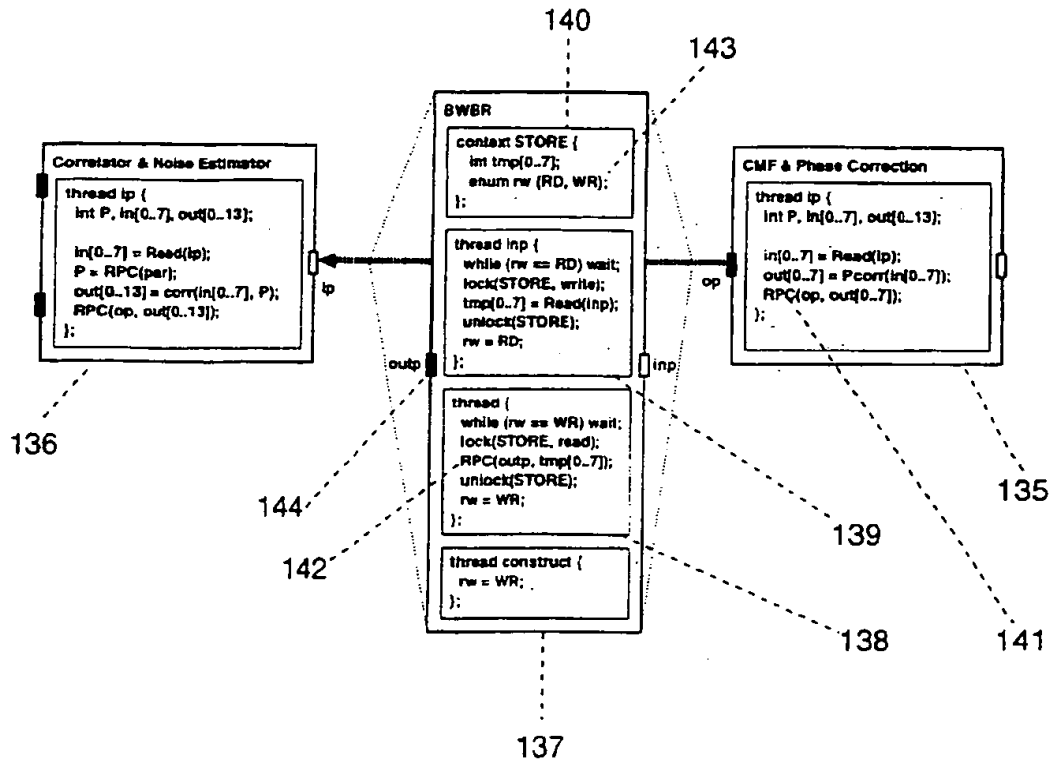 140
143
BWBR
context STORE {
int tmp[0..7];
enum rw (RD, WR);
};
Correlator & Noise Estimator
thread ip {
int P, in[0..7], out[0..13];
in[0..7] = Read(ip);
P = RPC(par);
out[0..13] = corr(in[0..7], P);
RPC(op, out[0..13]);
};
ip
thread inp {
while (rw == RD) wait;
lock(STORE, write);
tmp[0..7] = Read(inp);
unlock(STORE);
rw = RD;
};
outp
inp
CMF & Phase Correction
thread ip {
int P, in[0..7], out[0..13];
in[0..7] = Read(ip);
out[0..7] = Pcorr(in[0..7]);
RPC(op, out[0..7]);
};
op
thread {
while (rw == WR) wait;
lock(STORE, read);
RPC(outp, tmp[0..7]);
unlock(STORE);
rw = WR;
};
thread construct {
rw = WR;
};
136
144
142
135
139
138
141
137